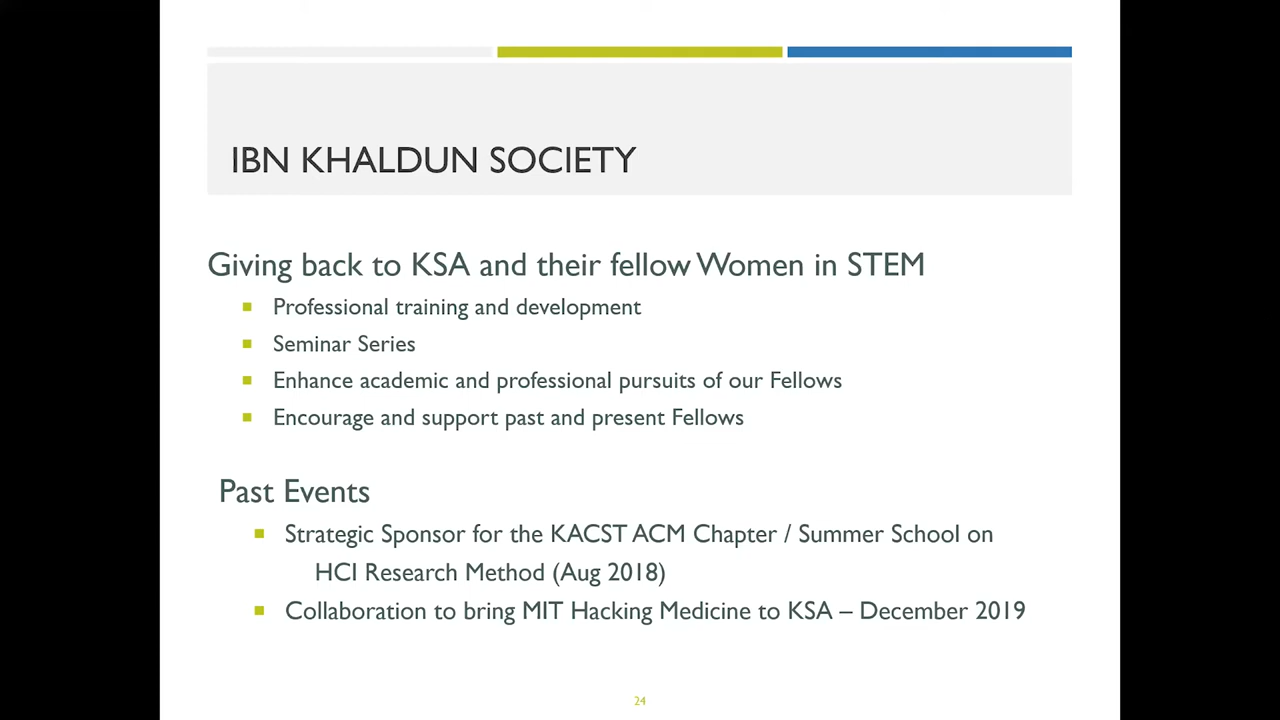 IBN KHALDUN SOCIETY
Giving back to KSA and their fellow Women in STEM
Professional training and development
Seminar Series
Enhance academic and professional pursuits of our Fellows
Encourage and support past and present Fellows
Past Events
Strategic Sponsor for the KACST ACM Chapter / Summer School on
HCI Research Method (Aug 2018)
Collaboration to bring MIT Hacking Medicine to KSA – December 2019
24